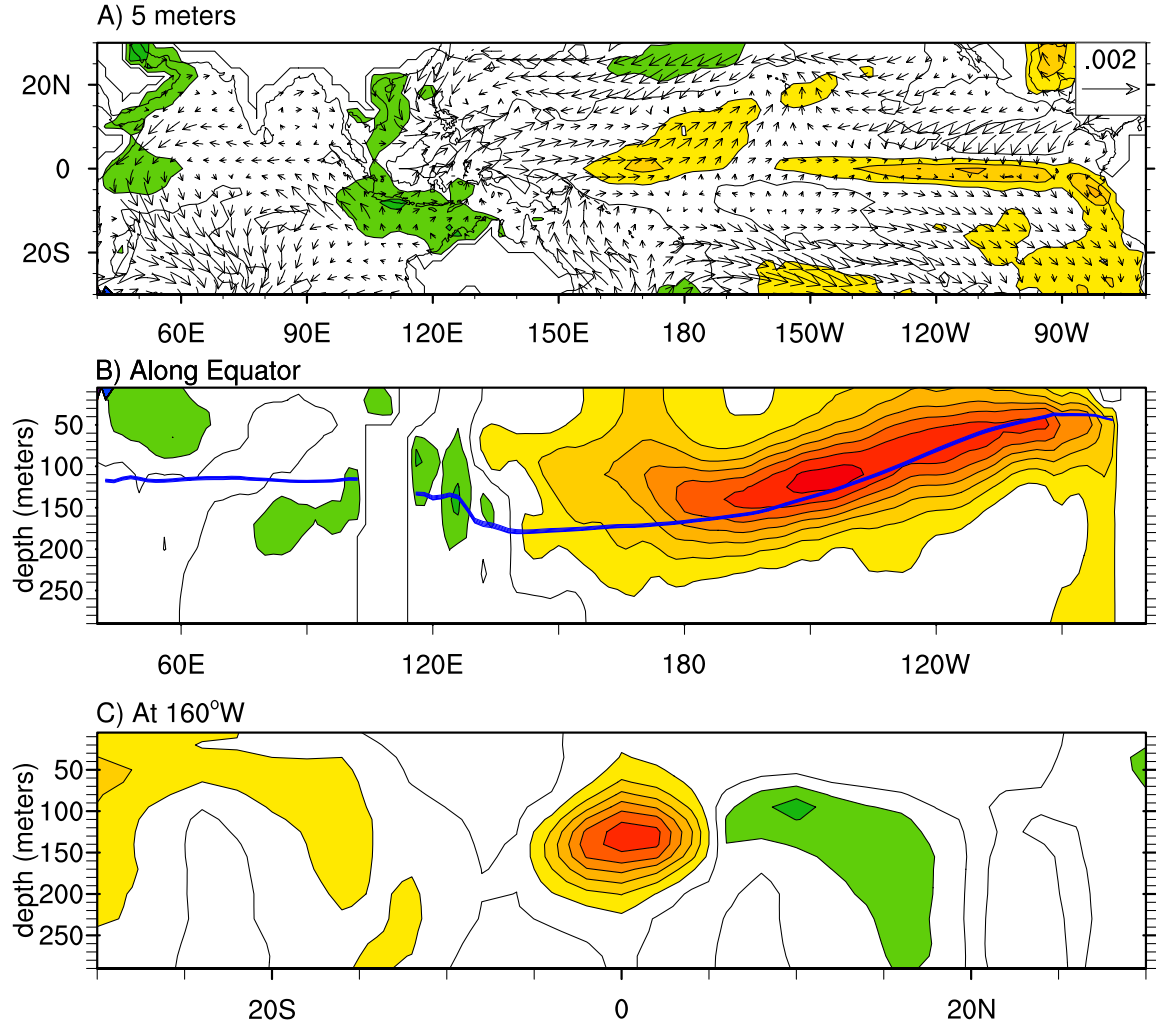 A) 5 meters
.002
20N
0
20S
60E 90E 120E 150E 180 150W 120W 90W
B) Along Equator
depth (meters)
50
100
150
200
250
60E 120E 180 120W
C) At 160°W
depth (meters)
50
100
150
200
250
20S 0 20N